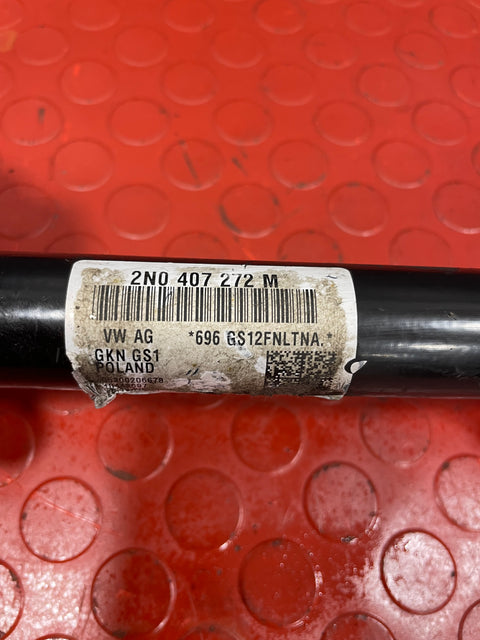 2N0 407 272 M
VW AG *696 GS12FNLTNA.*
GKN GS1
POLAND